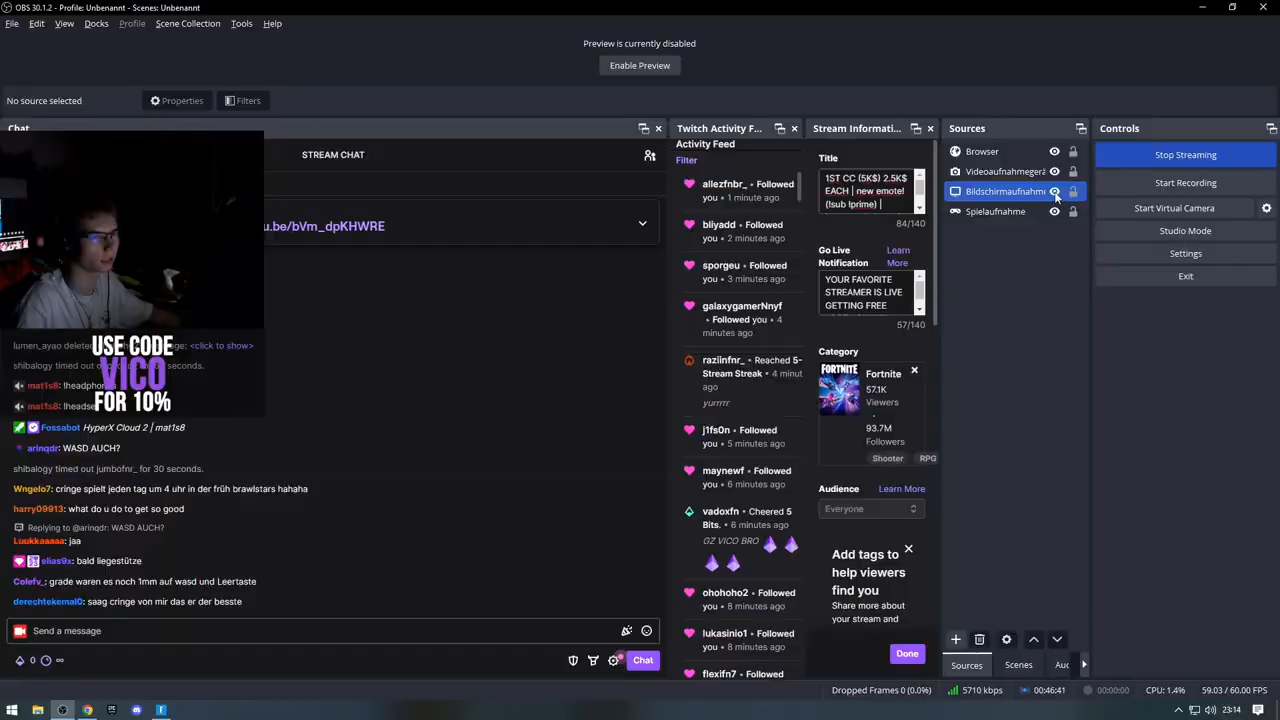 OBS 30.1.2 - Profile: Unbenannt - Scenes: Unbenannt
File Edit View Docks Profile Scene Collection Tools Help
Preview is currently disabled
Enable Preview
No source selected
Properties
Filters
Chat
STREAM CHAT
u.be/bVm_dpKHWRE
USE CODE
VICO
FOR 10%
<click to show>
lumen_ayao deleted
shibalogy timed out
seconds.
mat1s8:
mat1s8:
Fossabot HyperX Cloud 2 | mat1s8
arinqdr: WASD AUCH?
shibalogy timed out jumbofnr_ for 30 seconds.
Wngelo7: cringe spielt jeden tag um 4 uhr in der früh brawlstars hahaha
harry09913: what do u do to get so good
Replying to @arinqdr: WASD AUCH?
Luukkaaaaa: jaa
elias9x: bald liegestütze
Colefv_: grade waren es noch 1mm auf wasd und Leertaste
derechtekemal0: saag cringe von mir das er der beste
Send a message
0
∞
Chat
Twitch Activity F...
Activity Feed
Filter
allezfnbr_ • Followed
you • 1 minute ago
bliyadd • Followed
you • 2 minutes ago
sporgeu • Followed
you • 3 minutes ago
galaxygamerNnyf
• Followed you • 4
minutes ago
raziinfnr_ • Reached 5-
Stream Streak • 4 minut
ago
yurrrrr
j1fs0n • Followed
you • 5 minutes ago
maynewf • Followed
you • 6 minutes ago
vadoxfn • Cheered 5
Bits. • 6 minutes ago
GZ VICO BRO
ohohoho2 • Followed
you • 8 minutes ago
lukasinio1 • Followed
you • 8 minutes ago
flexifn7 • Followed
Stream Informati...
Title
1ST CC (5K$) 2.5K$
EACH | new emote!
(!sub !prime) |
84/140
Go Live
Notification
Learn
More
YOUR FAVORITE
STREAMER IS LIVE
GETTING FREE
57/140
Category
FORTNITE
Fortnite
57.1K
Viewers
·
93.7M
Followers
Shooter
RPG
Audience
Learn More
Everyone
Add tags to
help viewers
find you
Share more about
your stream and
Done
Sources
Browser
Videoaufnahmegerä
Bildschirmaufnahme
Spielaufnahme
Sources
Scenes
Auc
Controls
Stop Streaming
Start Recording
Start Virtual Camera
Studio Mode
Settings
Exit
Dropped Frames 0 (0.0%)
5710 kbps
00:46:41
00:00:00
CPU: 1.4%
59.03 / 60.00 FPS
23:14